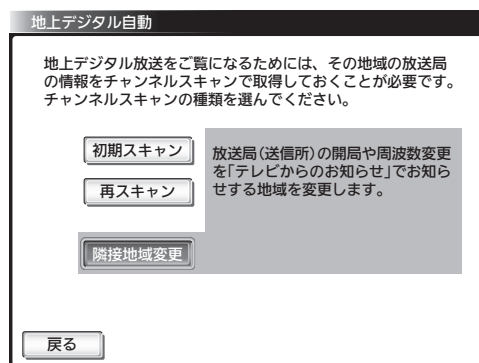 地上デジタル自動
地上デジタル放送をご覧になるためには、その地域の放送局
の情報をチャンネルスキャンで取得しておくことが必要です。
チャンネルスキャンの種類を選んでください。
初期スキャン
再スキャン
隣接地域変更
放送局(送信所)の開局や周波数変更
を「テレビからのお知らせ」でお知ら
せする地域を変更します。
戻る